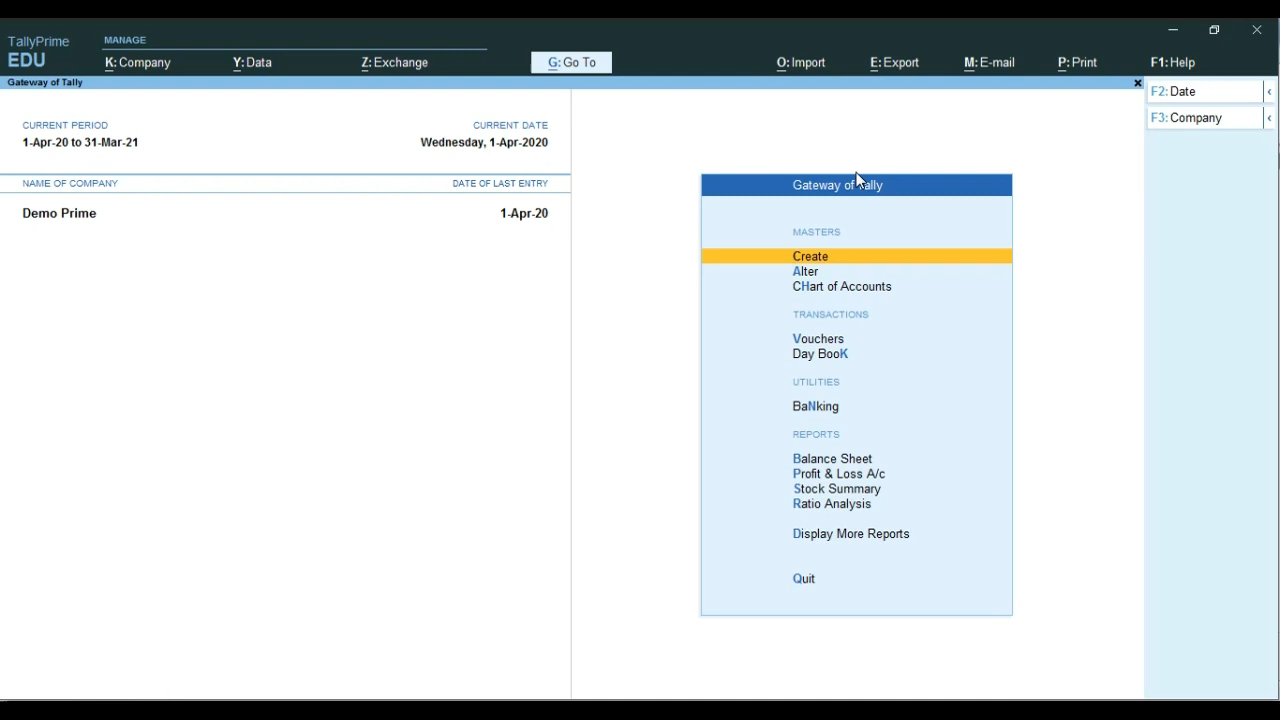 TallyPrime
EDU
MANAGE
K: Company
Y: Data
Z: Exchange
G: Go To
O: Import
E: Export
M: E-mail
P: Print
F1: Help
Gateway of Tally
F2: Date
F3: Company
CURRENT PERIOD
CURRENT DATE
1-Apr-20 to 31-Mar-21
Wednesday, 1-Apr-2020
NAME OF COMPANY
DATE OF LAST ENTRY
Demo Prime
1-Apr-20
Gateway of Tally
MASTERS
Create
Alter
CHart of Accounts
TRANSACTIONS
Vouchers
Day BooK
UTILITIES
BaNking
REPORTS
Balance Sheet
Profit & Loss A/c
Stock Summary
Ratio Analysis
Display More Reports
Quit